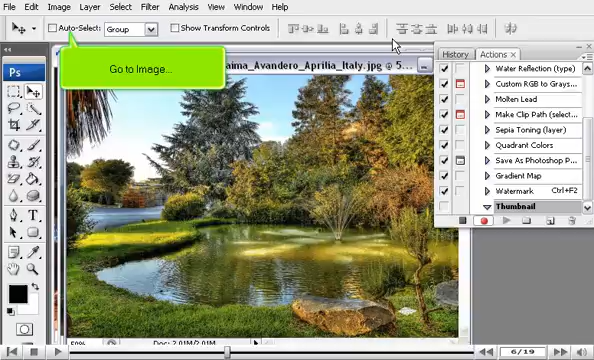 File Edit Image Layer Select Filter Analysis View Window Help
Auto-Select: Group Show Transform Controls
Go to Image...
aima_Avandero_Aprilia_Italy.jpg @ 5...
Ps
History Actions
Water Reflection (type)
Custom RGB to Grays...
Molten Lead
Make Clip Path (select...
Sepia Toning (layer)
Quadrant Colors
Save As Photoshop P...
Gradient Map
Watermark Ctrl+F2
Thumbnail
50% Doc: 2.01M/2.01M
6/19